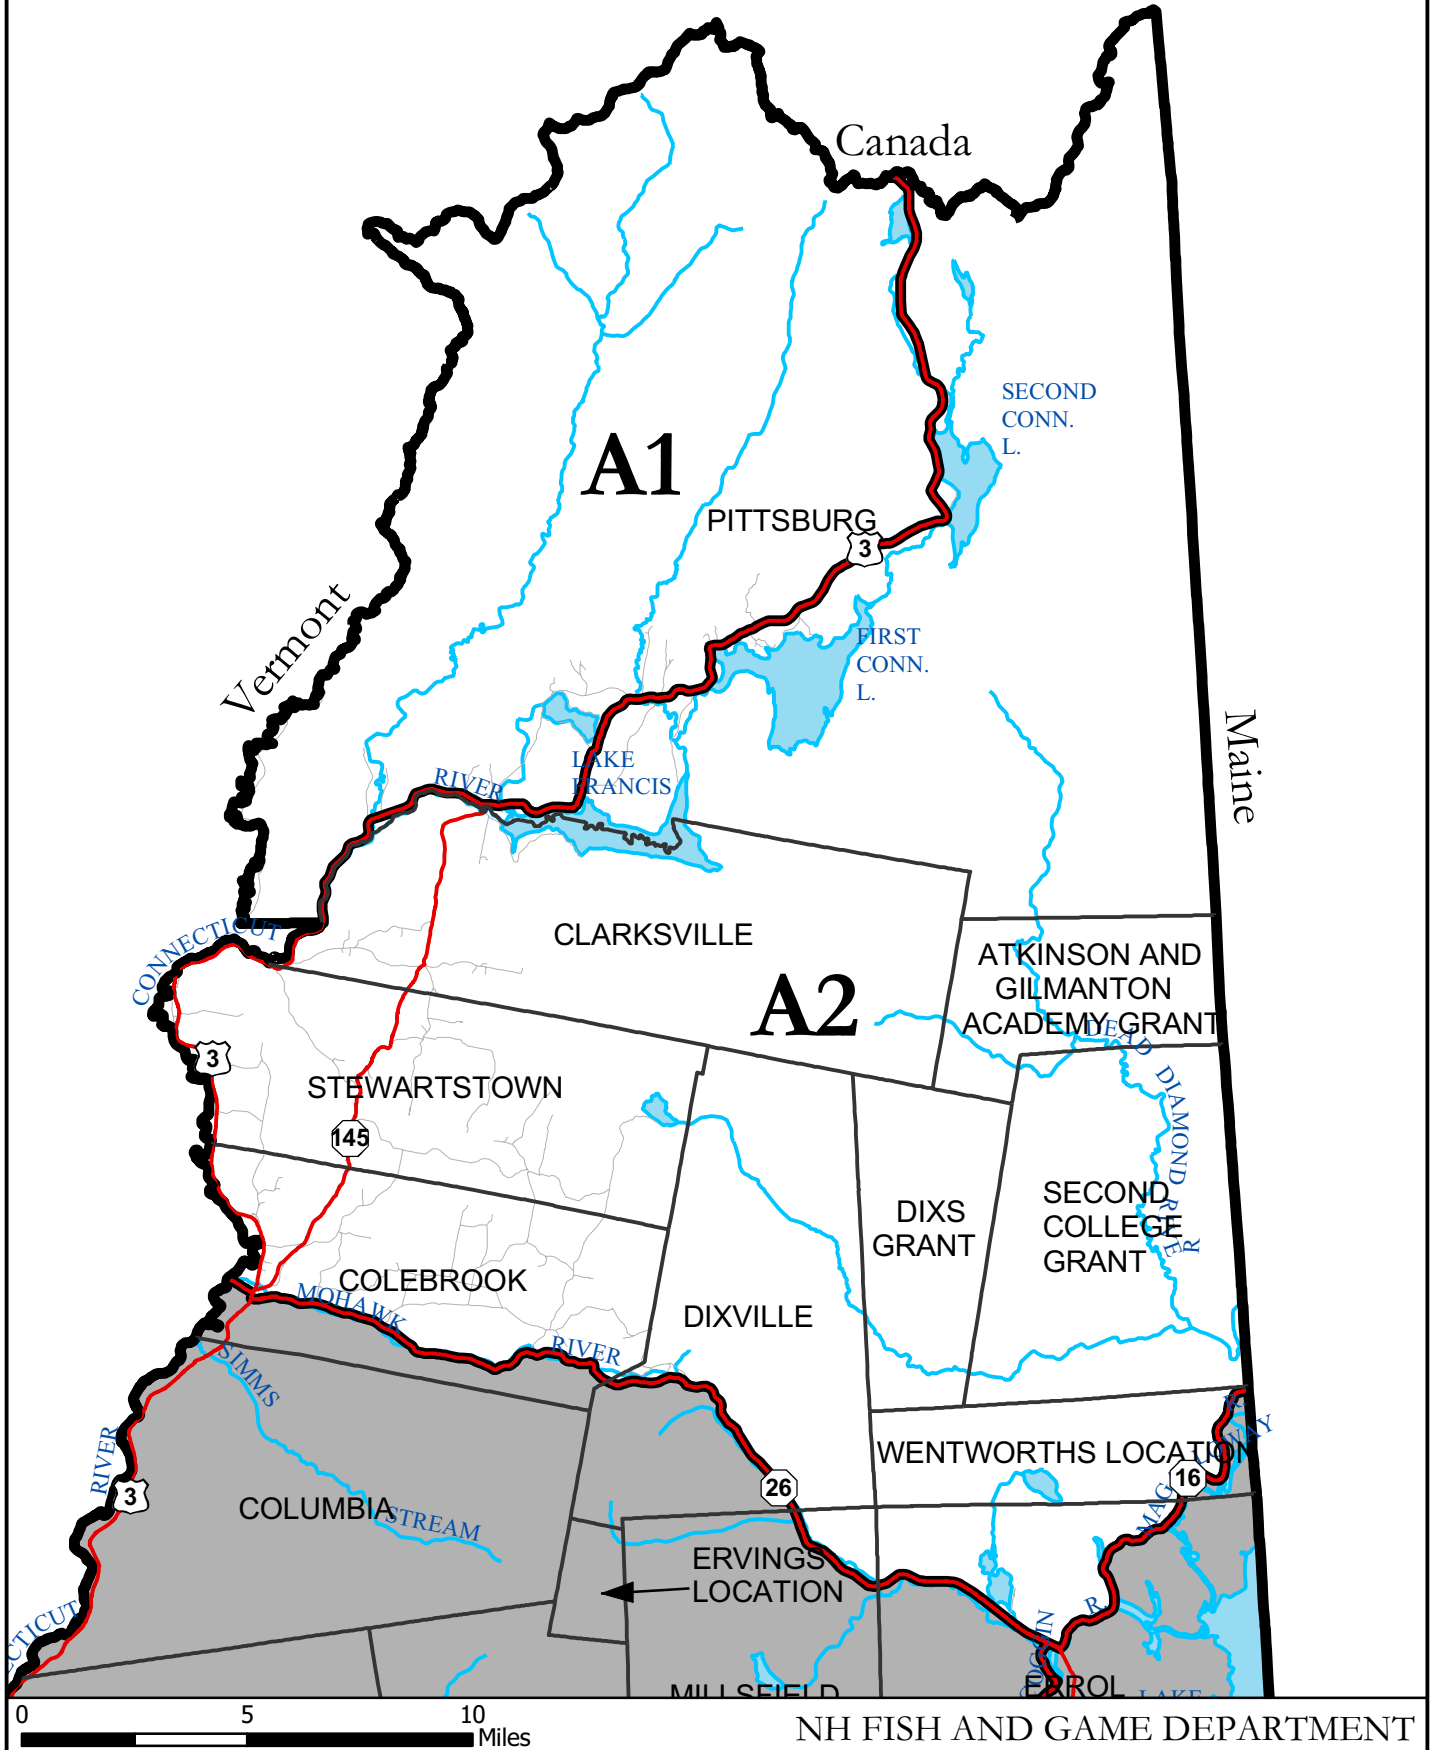 Canada
SECOND
CONN.
L.
A1
PITTSBURG
3
Vermont
FIRST
CONN.
L.
Maine
LAKE
FRANCIS
RIVER
CONNECTICUT
CLARKSVILLE
ATKINSON AND
GILMANTON
ACADEMY GRANT
A2
DEAD DIAMOND RIVER
3
STEWARTSTOWN
145
SECOND
COLLEGE
GRANT
DIXS
GRANT
COLEBROOK
MOHAWK
RIVER
DIXVILLE
SIMMS
STREAM
WENTWORTHS LOCATION
16
R.
26
RIVER
3
COLUMBIA
ERVINGS
LOCATION
R.
ECTICUT
MILLSFIELD
ERROL
LAKE
0 5 10
Miles
NH FISH AND GAME DEPARTMENT